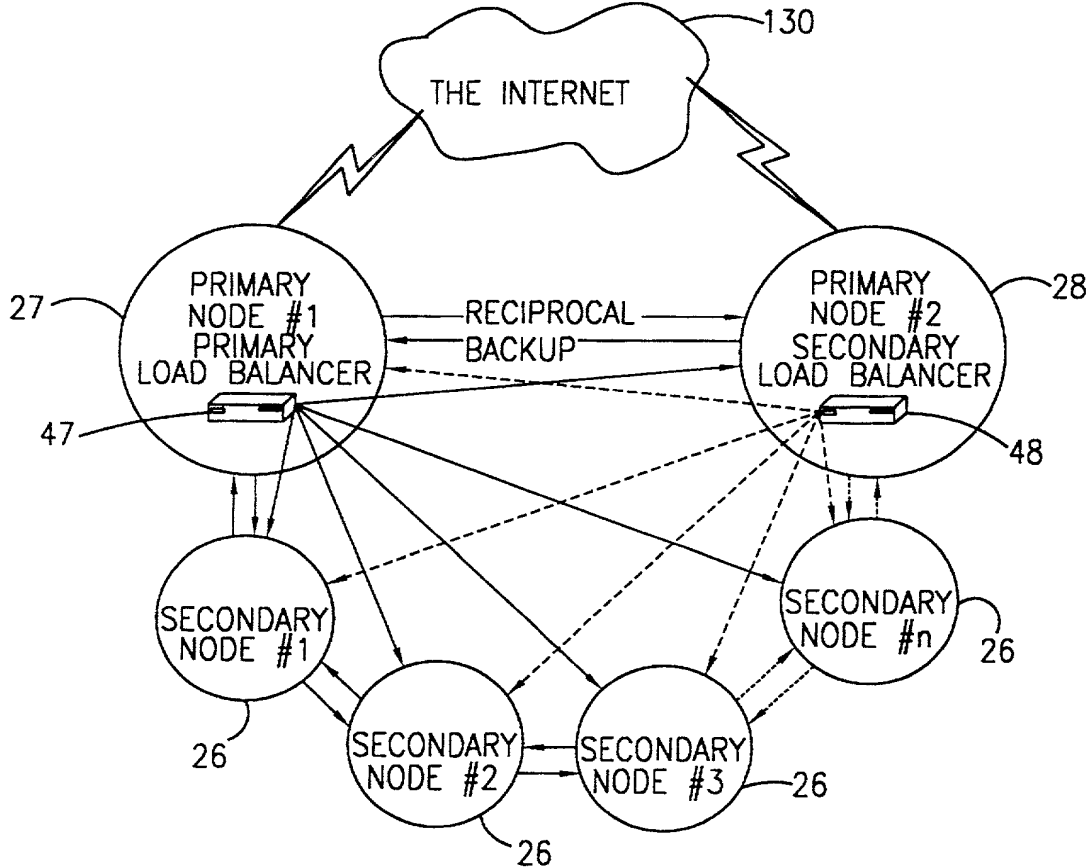 130
THE INTERNET
PRIMARY
NODE #1
PRIMARY
LOAD BALANCER
27
RECIPROCAL
BACKUP
PRIMARY
NODE #2
SECONDARY
LOAD BALANCER
28
47
48
SECONDARY
NODE #1
26
SECONDARY
NODE #2
26
SECONDARY
NODE #3
26
SECONDARY
NODE #n
26